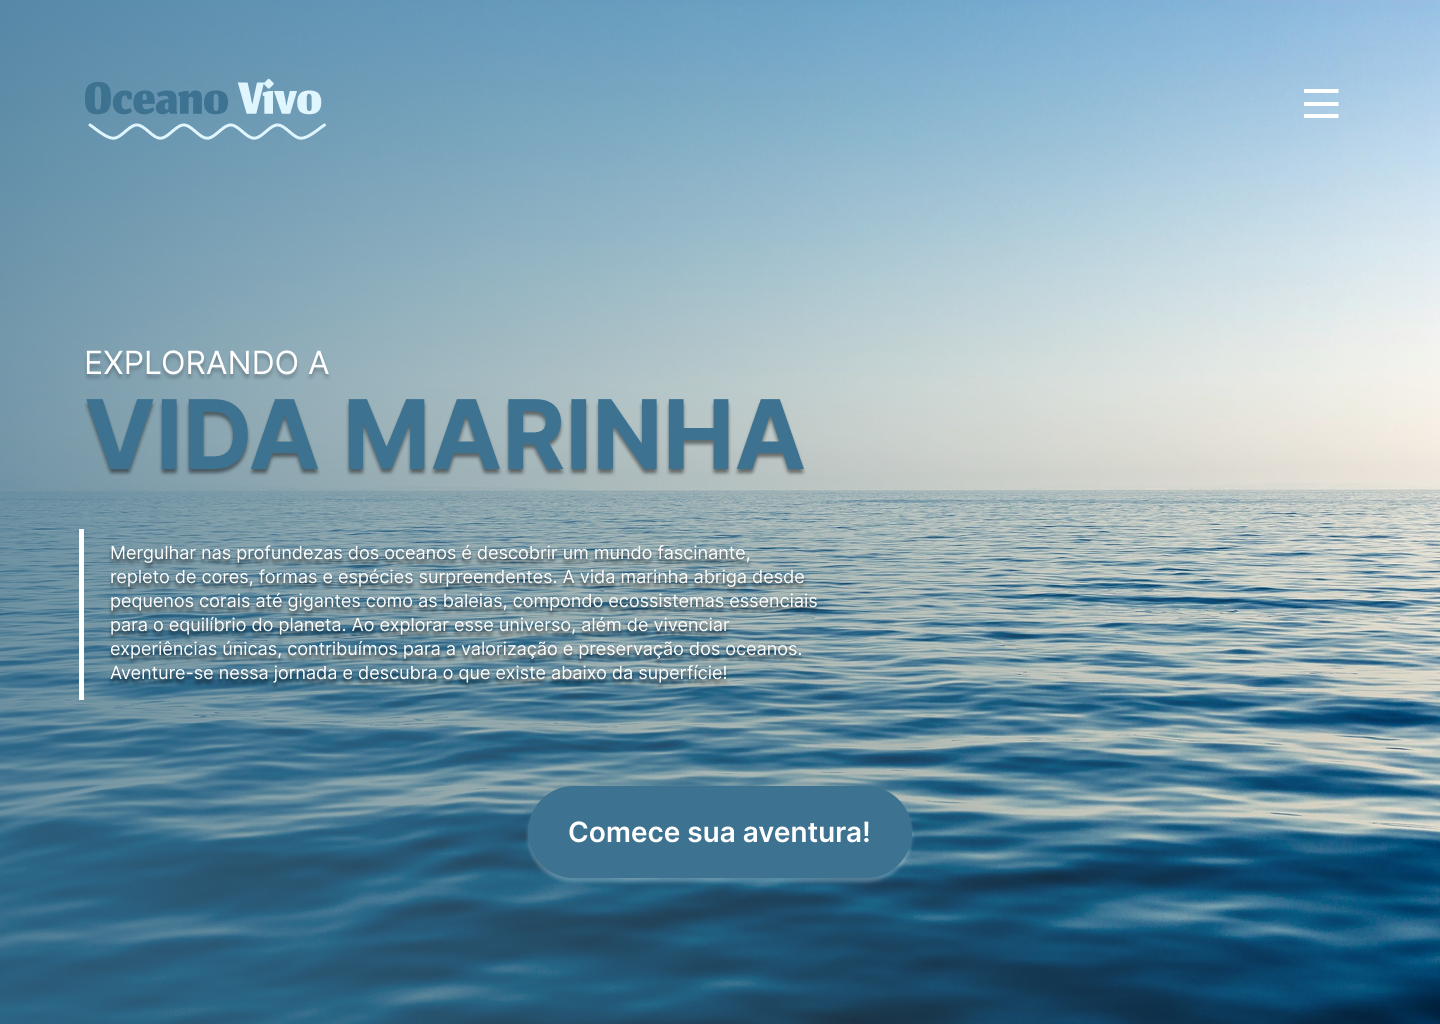 Oceano Vivo
EXPLORANDO A
VIDA MARINHA
Mergulhar nas profundezas dos oceanos é descobrir um mundo fascinante,
repleto de cores, formas e espécies surpreendentes. A vida marinha abriga desde
pequenos corais até gigantes como as baleias, compondo ecossistemas essenciais
para o equilíbrio do planeta. Ao explorar esse universo, além de vivenciar
experiências únicas, contribuímos para a valorização e preservação dos oceanos.
Aventure-se nessa jornada e descubra o que existe abaixo da superfície!
Comece sua aventura!